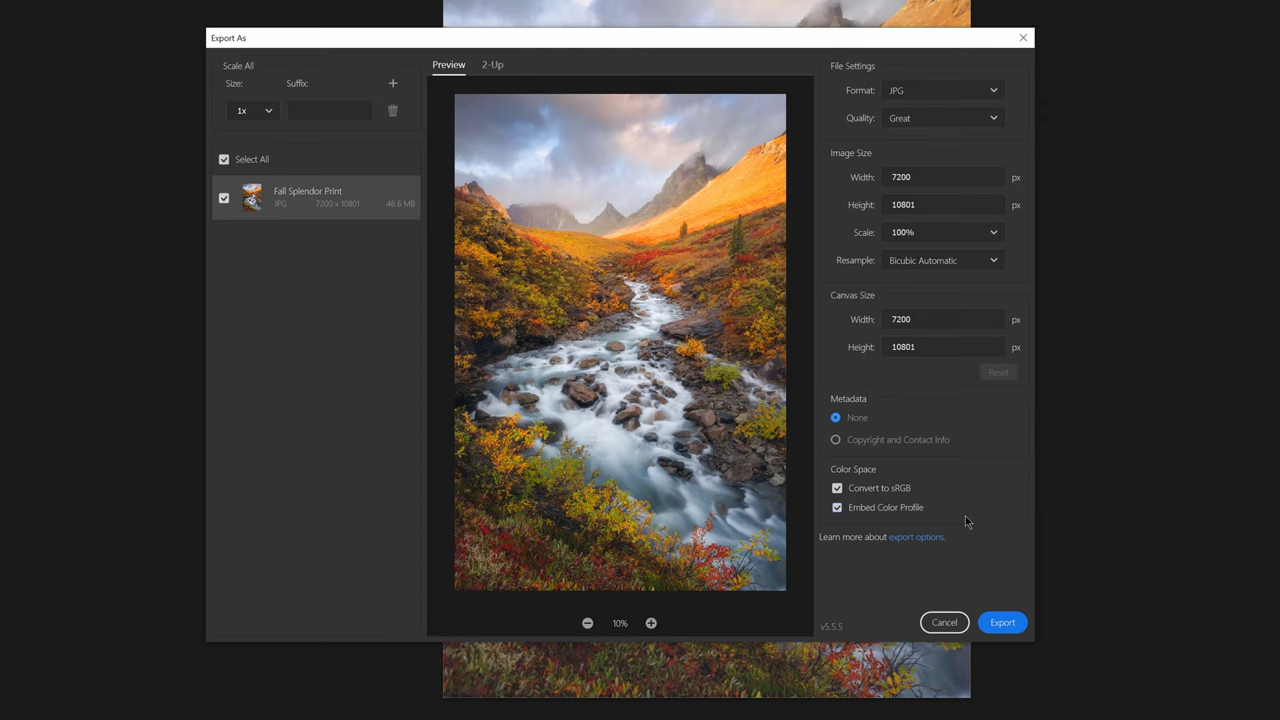 Export As
Scale All
Size: Suffix:
1x
Select All
Fall Splendor Print
JPG 7200 x 10801 46.6 MB
Preview 2-Up
10%
File Settings
Format: JPG
Quality: Great
Image Size
Width: 7200 px
Height: 10801 px
Scale: 100%
Resample: Bicubic Automatic
Canvas Size
Width: 7200 px
Height: 10801 px
Reset
Metadata
None
Copyright and Contact Info
Color Space
Convert to sRGB
Embed Color Profile
Learn more about export options.
v5.5.5 Cancel Export